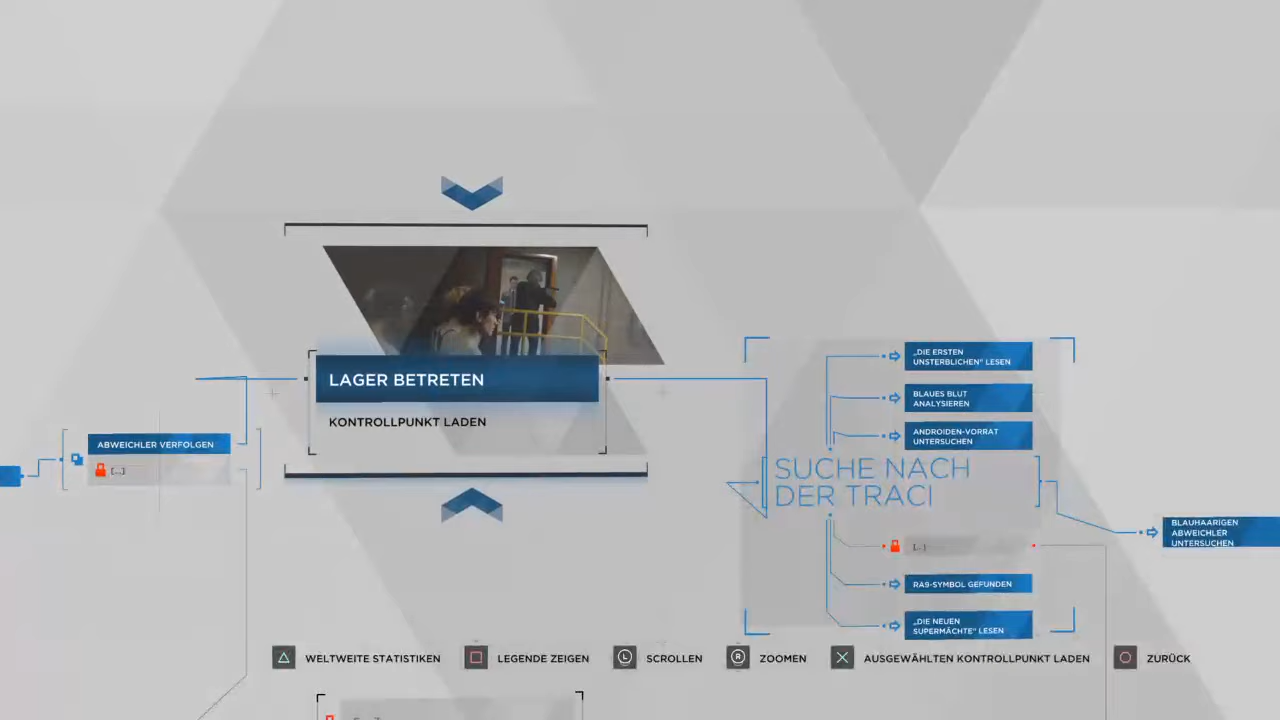 LAGER BETRETEN
KONTROLLPUNKT LADEN
ABWEICHLER VERFOLGEN
[...]
„DIE ERSTEN
UNSTERBLICHEN“ LESEN
BLAUES BLUT
ANALYSIEREN
ANDROIDEN-VORRAT
UNTERSUCHEN
SUCHE NACH
DER TRACI
[...]
RA9-SYMBOL GEFUNDEN
„DIE NEUEN
SUPERMÄCHTE“ LESEN
BLAUHAARIGEN
ABWEICHLER
UNTERSUCHEN
WELTWEITE STATISTIKEN
LEGENDE ZEIGEN
L SCROLLEN
R ZOOMEN
AUSGEWÄHLTEN KONTROLLPUNKT LADEN
ZURÜCK